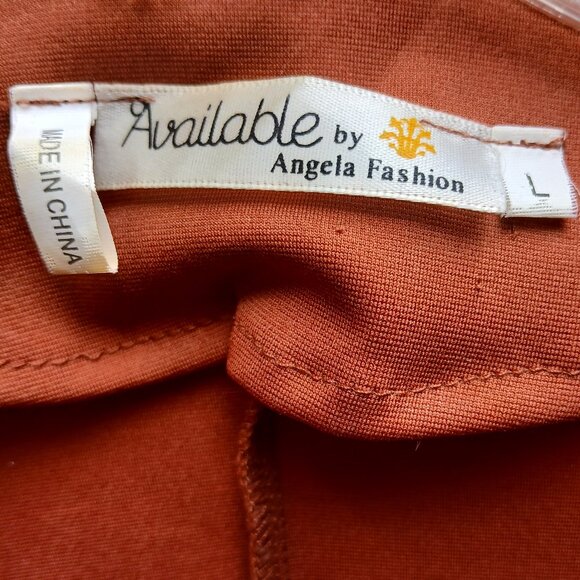 Available by
Angela Fashion
MADE IN CHINA
L